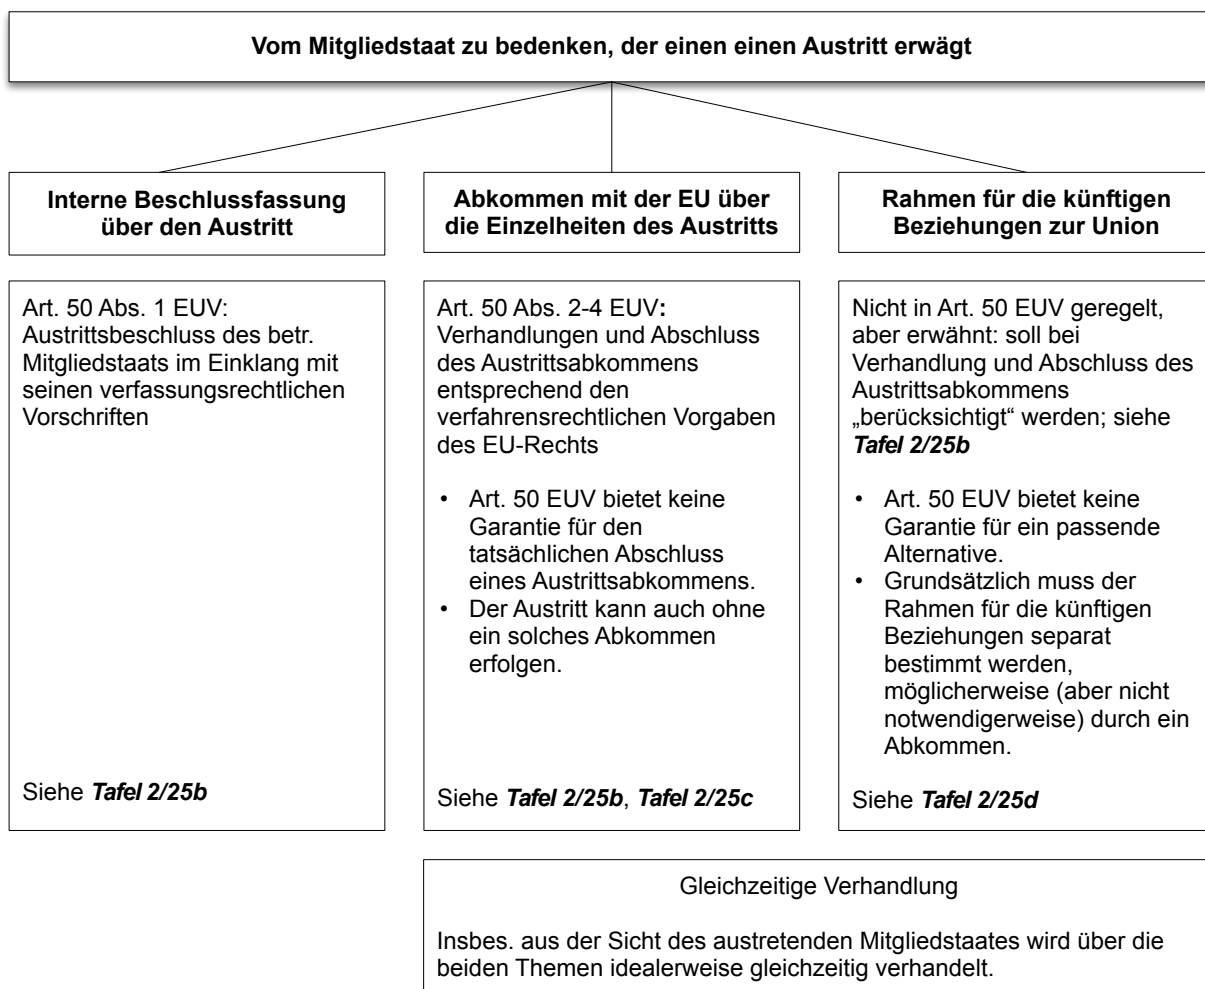 Vom Mitgliedstaat zu bedenken, der einen einen Austritt erwägt
Interne Beschlussfassung
über den Austritt
Abkommen mit der EU über
die Einzelheiten des Austritts
Rahmen für die künftigen
Beziehungen zur Union
Art. 50 Abs. 1 EUV:
Austrittsbeschluss des betr.
Mitgliedstaats im Einklang mit
seinen verfassungsrechtlichen
Vorschriften
Siehe Tafel 2/25b
Art. 50 Abs. 2-4 EUV:
Verhandlungen und Abschluss
des Austrittsabkommens
entsprechend den
verfahrensrechtlichen Vorgaben
des EU-Rechts
• Art. 50 EUV bietet keine
Garantie für den
tatsächlichen Abschluss
eines Austrittsabkommens.
• Der Austritt kann auch ohne
ein solches Abkommen
erfolgen.
Siehe Tafel 2/25b, Tafel 2/25c
Nicht in Art. 50 EUV geregelt,
aber erwähnt: soll bei
Verhandlung und Abschluss des
Austrittsabkommens
„berücksichtigt“ werden; siehe
Tafel 2/25b
• Art. 50 EUV bietet keine
Garantie für ein passende
Alternative.
• Grundsätzlich muss der
Rahmen für die künftigen
Beziehungen separat
bestimmt werden,
möglicherweise (aber nicht
notwendigerweise) durch ein
Abkommen.
Siehe Tafel 2/25d
Gleichzeitige Verhandlung
Insbes. aus der Sicht des austretenden Mitgliedstaates wird über die
beiden Themen idealerweise gleichzeitig verhandelt.